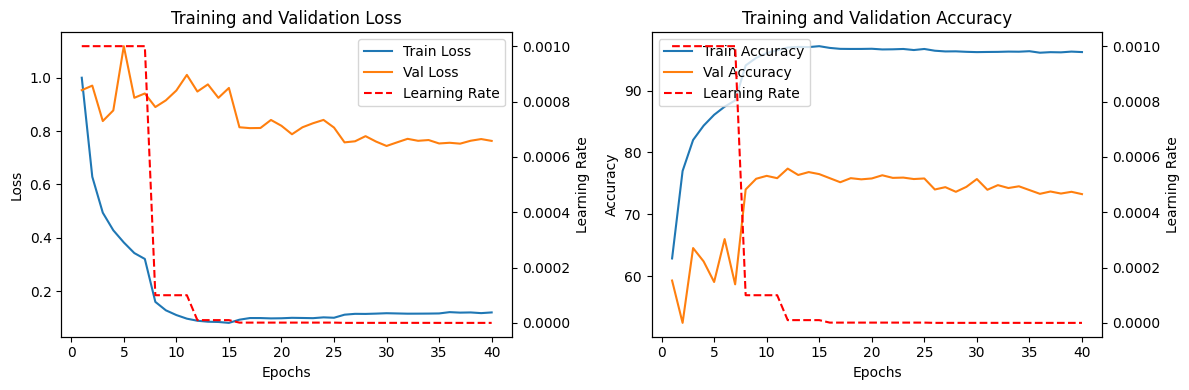 Training and Validation Loss
Train Loss
Val Loss
Learning Rate
1.0
0.8
0.6
0.4
0.2
Loss
0.0010
0.0008
0.0006
0.0004
0.0002
0.0000
Learning Rate
0 5 10 15 20 25 30 35 40
Epochs
Training and Validation Accuracy
Train Accuracy
Val Accuracy
Learning Rate
90
80
70
60
Accuracy
0.0010
0.0008
0.0006
0.0004
0.0002
0.0000
Learning Rate
0 5 10 15 20 25 30 35 40
Epochs